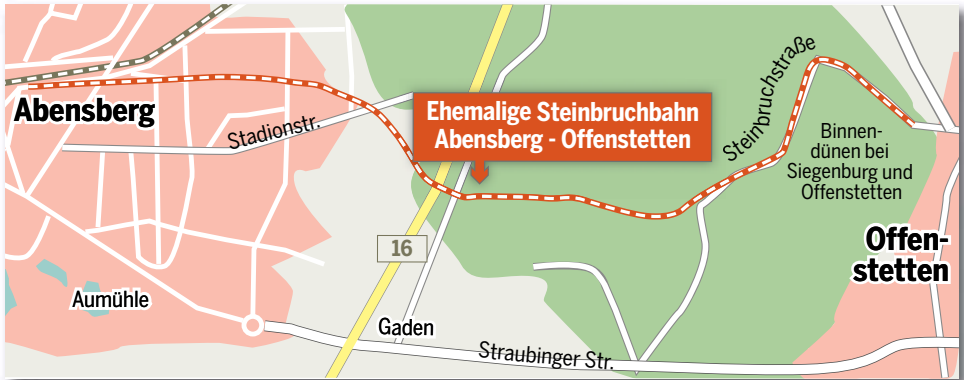 Abensberg
Stadionstr.
Ehemalige Steinbruchbahn
Abensberg - Offenstetten
Steinbruchstraße
Binnen-
dünen bei
Siegenburg und
Offenstetten
Offen-
stetten
16
Aumühle
Gaden
Straubinger Str.